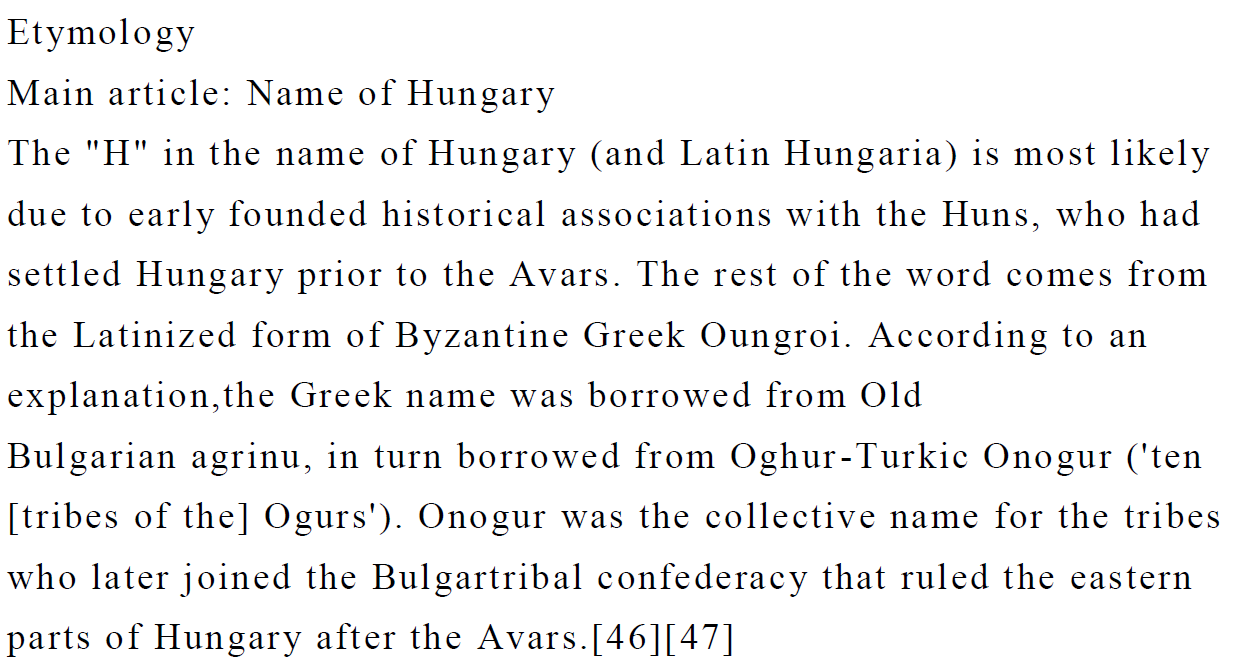 Etymology
Main article: Name of Hungary
The "H" in the name of Hungary (and Latin Hungaria) is most likely
due to early founded historical associations with the Huns, who had
settled Hungary prior to the Avars. The rest of the word comes from
the Latinized form of Byzantine Greek Oungroi. According to an
explanation,the Greek name was borrowed from Old
Bulgarian agrinu, in turn borrowed from Oghur-Turkic Onogur ('ten
[tribes of the] Ogurs'). Onogur was the collective name for the tribes
who later joined the Bulgartribal confederacy that ruled the eastern
parts of Hungary after the Avars.[46][47]